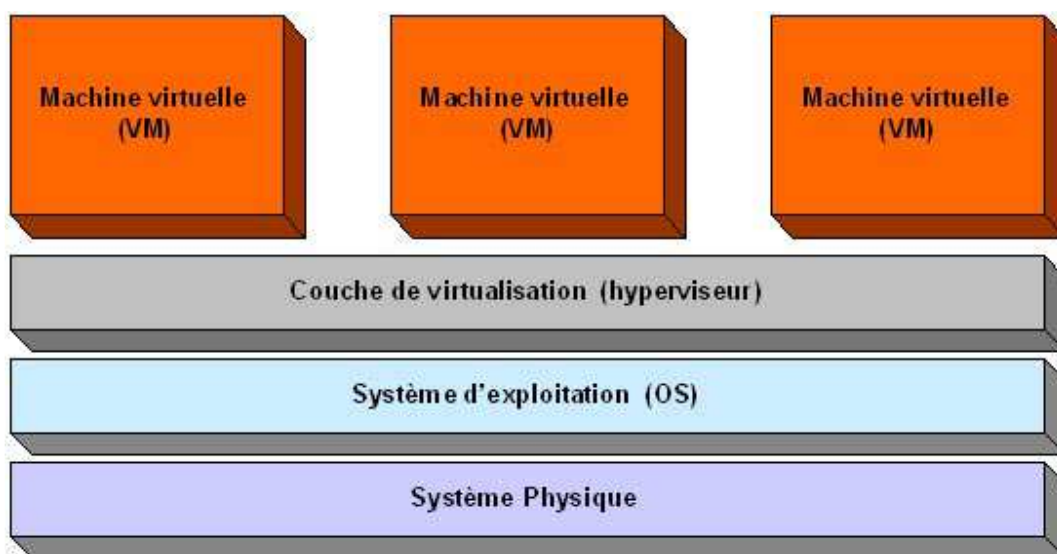 Machine virtuelle
(VM)
Machine virtuelle
(VM)
Machine virtuelle
(VM)
Couche de virtualisation (hyperviseur)
Système d'exploitation (OS)
Système Physique